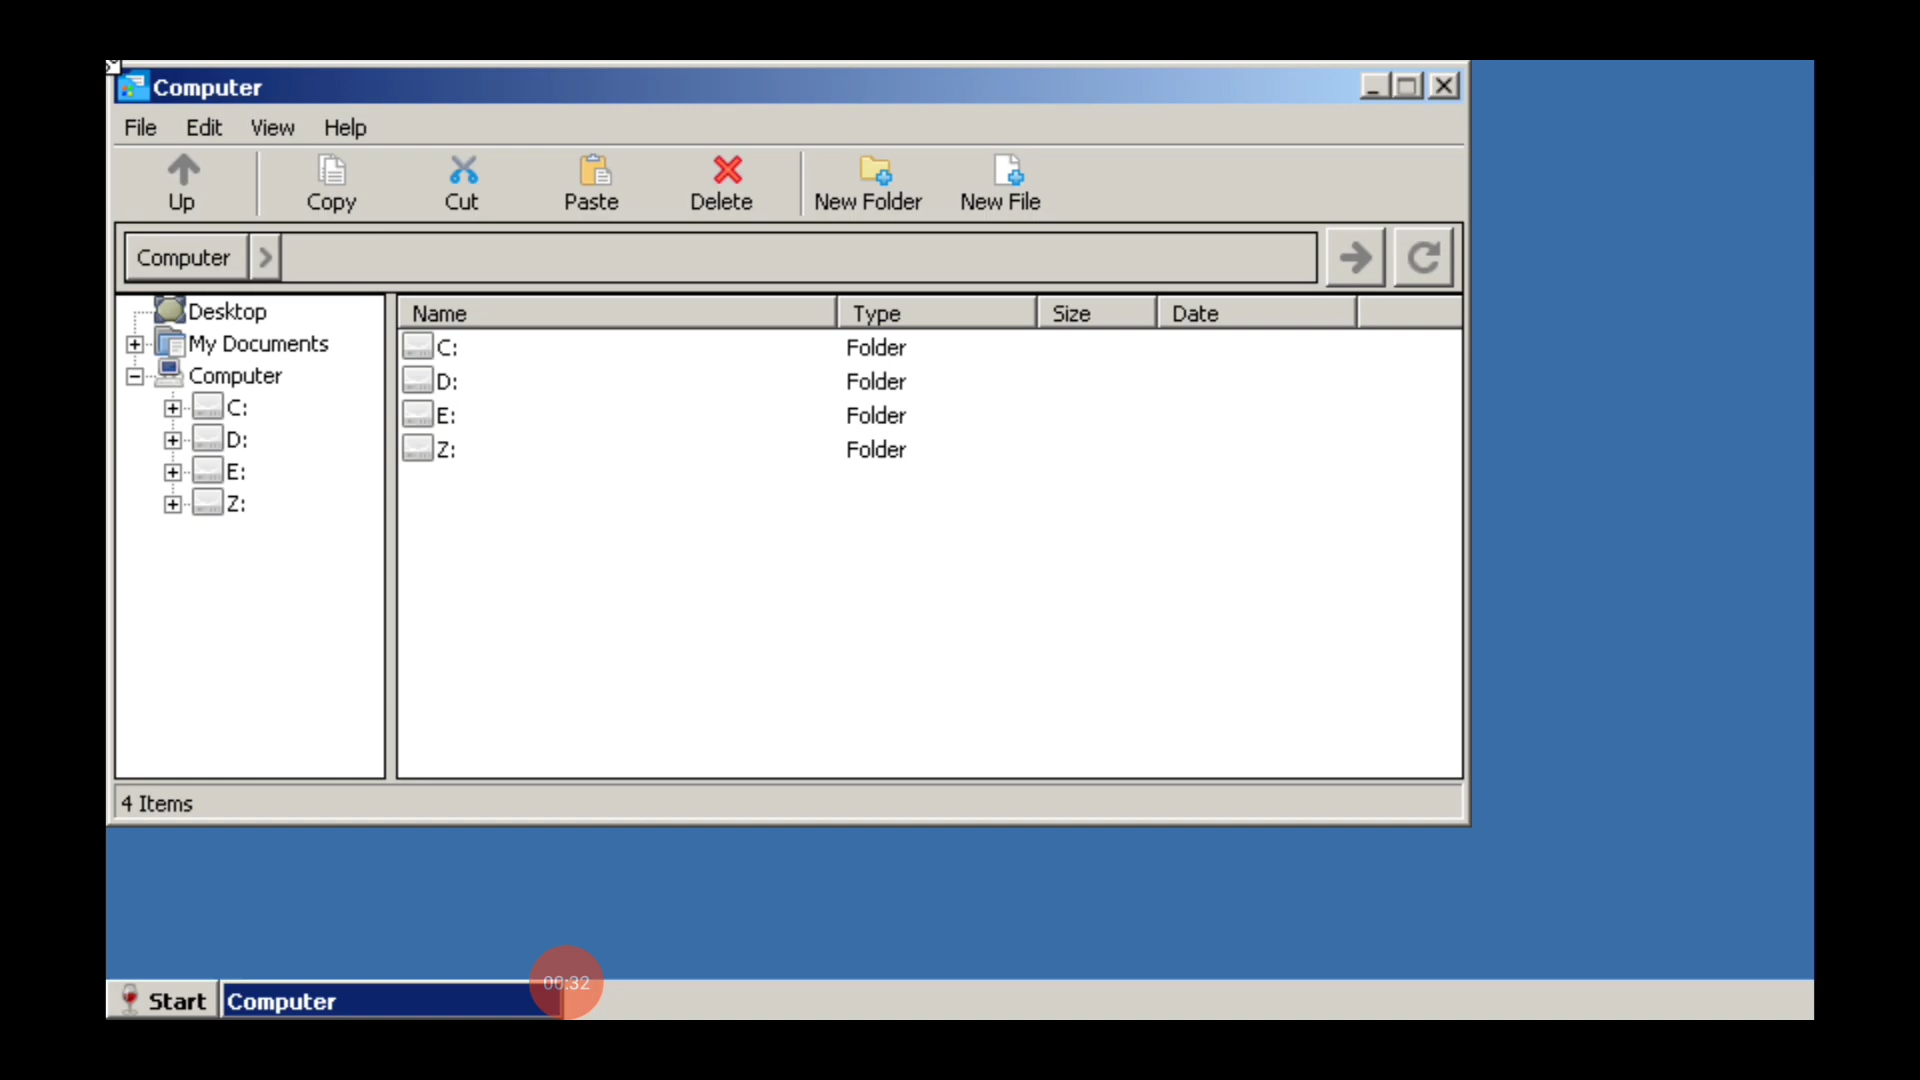 Computer
File Edit View Help
Up Copy Cut Paste Delete New Folder New File
Computer
Desktop
My Documents
Computer
C:
D:
E:
Z:
Name Type Size Date
C: Folder
D: Folder
E: Folder
Z: Folder
4 Items
Start Computer
00:32